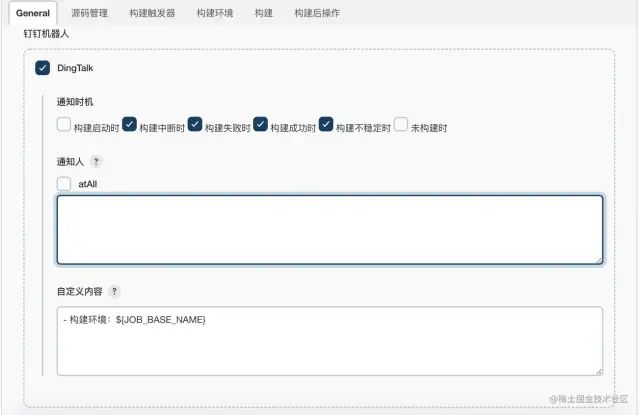 General 源码管理 构建触发器 构建环境 构建 构建后操作
钉钉机器人
DingTalk
通知时机
构建启动时 构建中断时 构建失败时 构建成功时 构建不稳定时 未构建时
通知人 ?
atAll
自定义内容 ?
- 构建环境：${JOB_BASE_NAME}
@稀土掘金技术社区